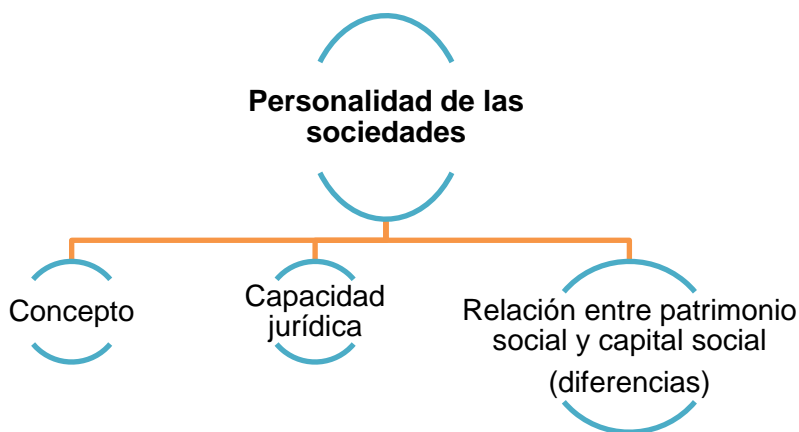 Personalidad de las
sociedades
Concepto
Capacidad
jurídica
Relación entre patrimonio
social y capital social
(diferencias)